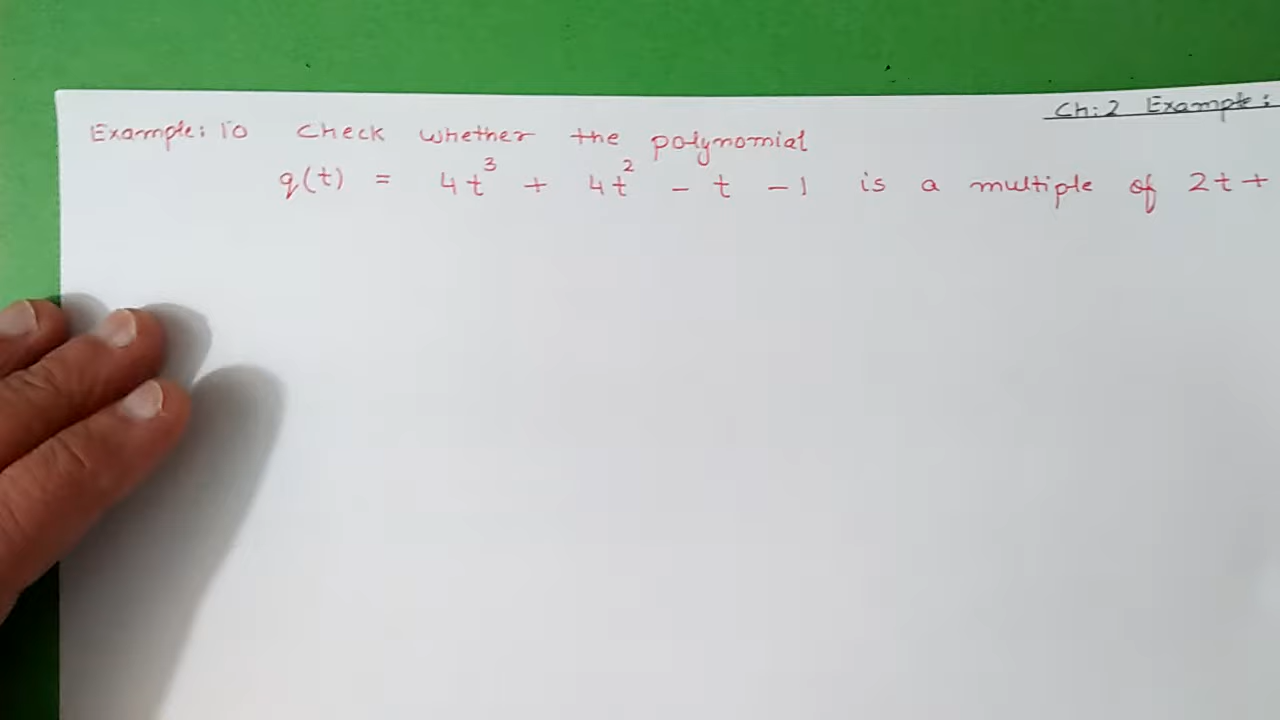 Ch:2 Example:
Example: 10 Check whether the polynomial
q(t) = 4t³ + 4t² - t - 1 is a multiple of 2t +